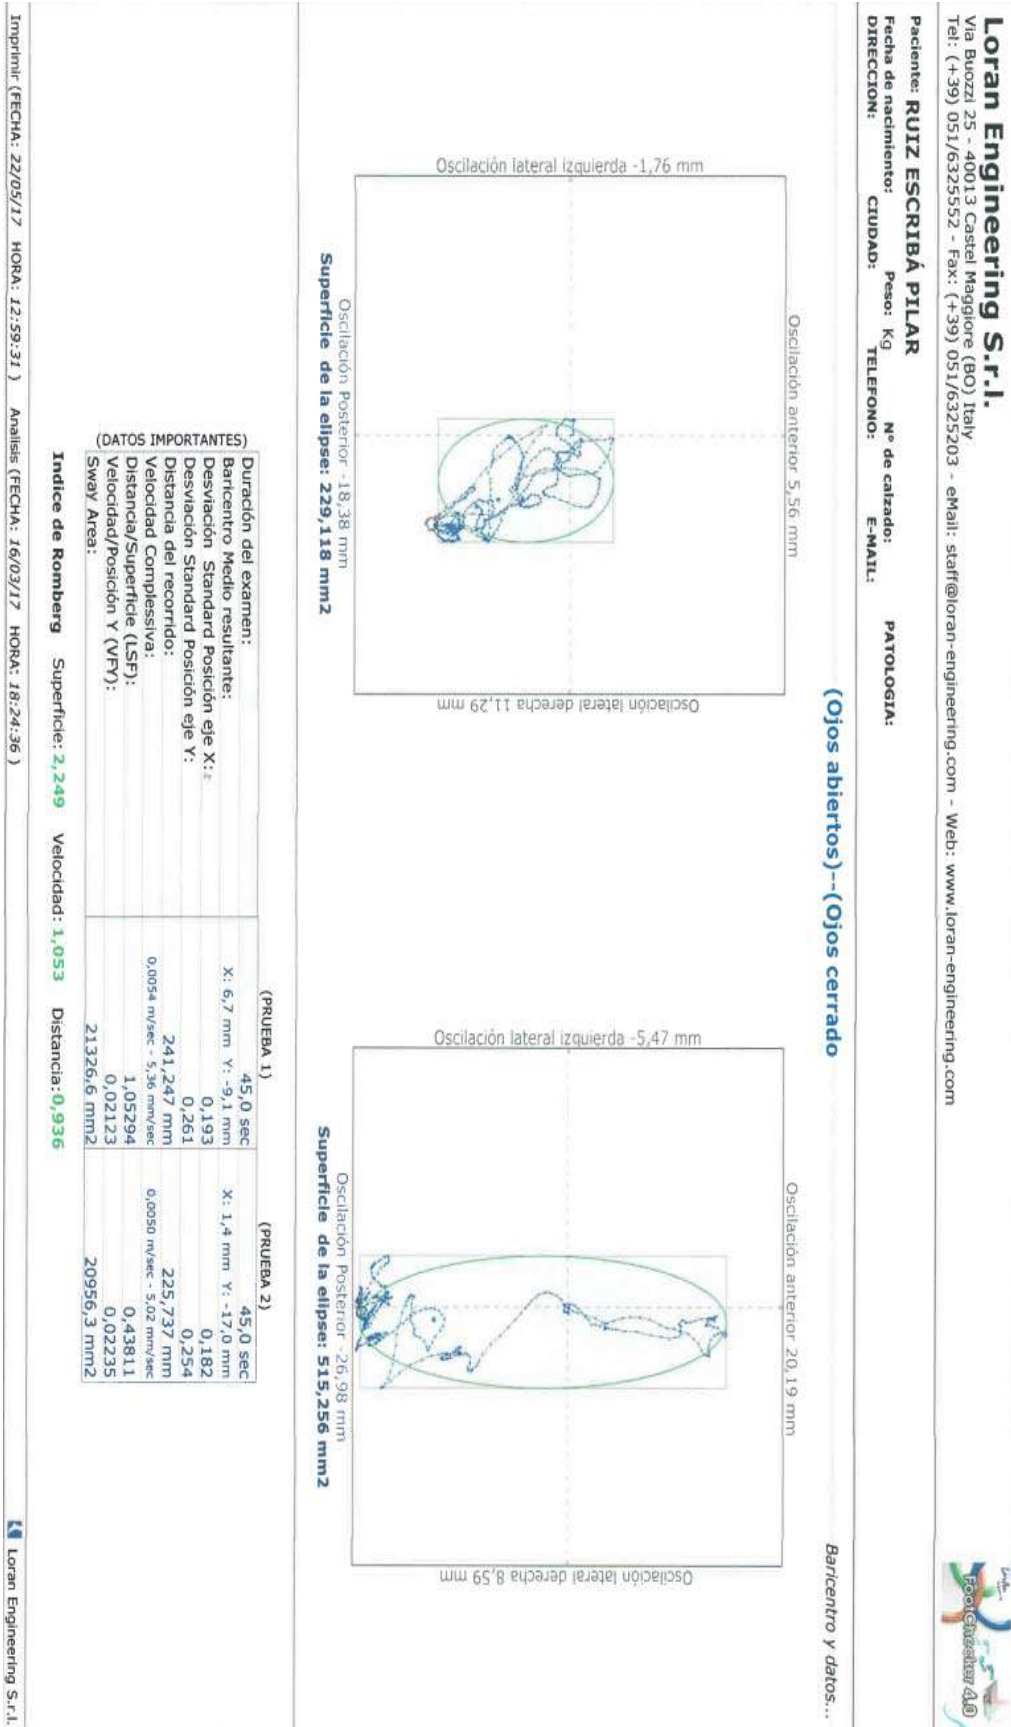 Loran Engineering S.r.l.
Via Buozzi 25 - 40013 Castel Maggiore (BO) Italy
Tel: (+39) 051/6325552 - Fax: (+39) 051/6325203 - eMail: staff@loran-engineering.com - Web: www.loran-engineering.com
FootChecker 4.0
Paciente: RUIZ ESCRIBÁ PILAR
Fecha de nacimiento: Peso: Kg Nº de calzado: PATOLOGIA:
DIRECCION: CIUDAD: TELEFONO: E-MAIL:
(Ojos abiertos)--(Ojos cerrado
Baricentro y datos...
Oscilación anterior 5,56 mm
Oscilación lateral izquierda -1,76 mm
Oscilación lateral derecha 11,29 mm
Oscilación Posterior -18,38 mm
Superficie de la elipse: 229,118 mm2
Oscilación anterior 20,19 mm
Oscilación lateral izquierda -5,47 mm
Oscilación lateral derecha 8,59 mm
Oscilación Posterior -26,98 mm
Superficie de la elipse: 515,256 mm2
(PRUEBA 1) (PRUEBA 2)
(DATOS IMPORTANTES)
Duración del examen: 45,0 sec 45,0 sec
Baricentro Medio resultante: X: 6,7 mm Y: -9,1 mm X: 1,4 mm Y: -17,0 mm
Desviación Standard Posición eje X: 0,193 0,182
Desviación Standard Posición eje Y: 0,261 0,254
Distancia del recorrido: 241,247 mm 225,737 mm
Velocidad Complessiva: 0,0054 m/sec - 5,36 mm/sec 0,0050 m/sec - 5,02 mm/sec
Distancia/Superficie (LSF): 1,05294 0,43811
Velocidad/Posición Y (VFY): 0,02123 0,02235
Sway Area: 21326,6 mm2 20956,3 mm2
Indice de Romberg Superficie: 2,249 Velocidad: 1,053 Distancia: 0,936
Imprimir (FECHA: 22/05/17 HORA: 12:59:31 ) Analisis (FECHA: 16/03/17 HORA: 18:24:36 )
Loran Engineering S.r.l.